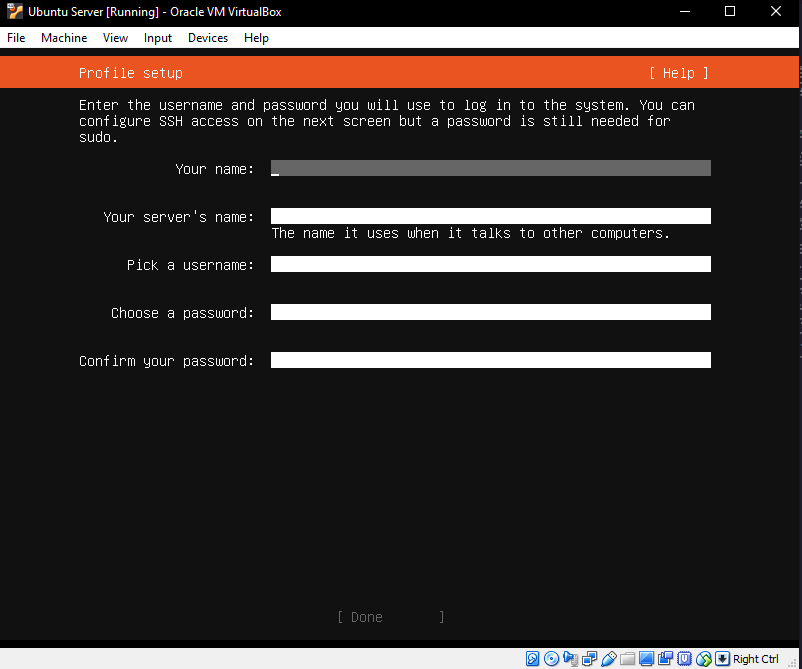 Ubuntu Server [Running] - Oracle VM VirtualBox
File Machine View Input Devices Help
Profile setup [ Help ]
Enter the username and password you will use to log in to the system. You can
configure SSH access on the next screen but a password is still needed for
sudo.
Your name:
Your server's name:
The name it uses when it talks to other computers.
Pick a username:
Choose a password:
Confirm your password:
[ Done ]
Right Ctrl